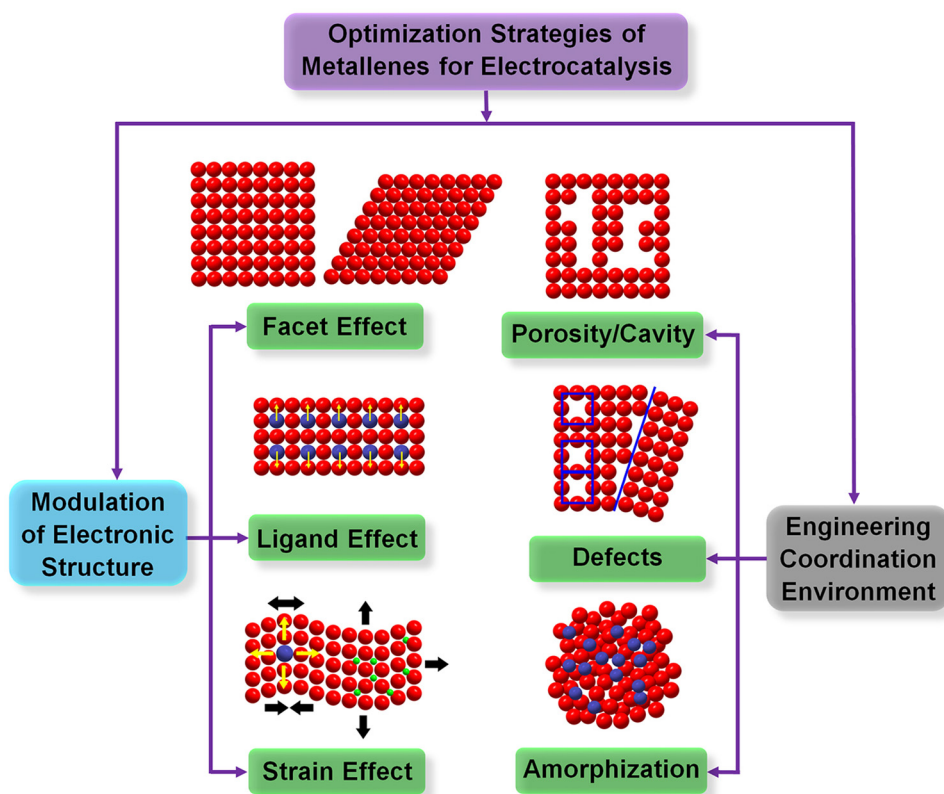 Optimization Strategies of
Metallenes for Electrocatalysis
Facet Effect
Porosity/Cavity
Modulation
of Electronic
Structure
Ligand Effect
Defects
Engineering
Coordination
Environment
Strain Effect
Amorphization